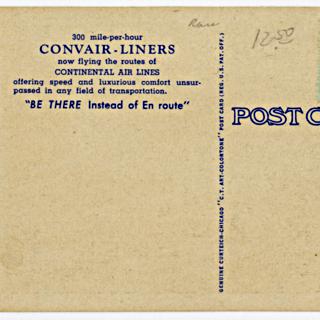 300 mile-per-hour
CONVAIR-LINERS
now flying the routes of
CONTINENTAL AIR LINES
offering speed and luxurious comfort unsur-
passed in any field of transportation.
"BE THERE Instead of En route"
Rare
12.50
GENUINE CURTEICH-CHICAGO "C.T. ART-COLORTONE" POST CARD (REG. U.S. PAT. OFF.)
POST C